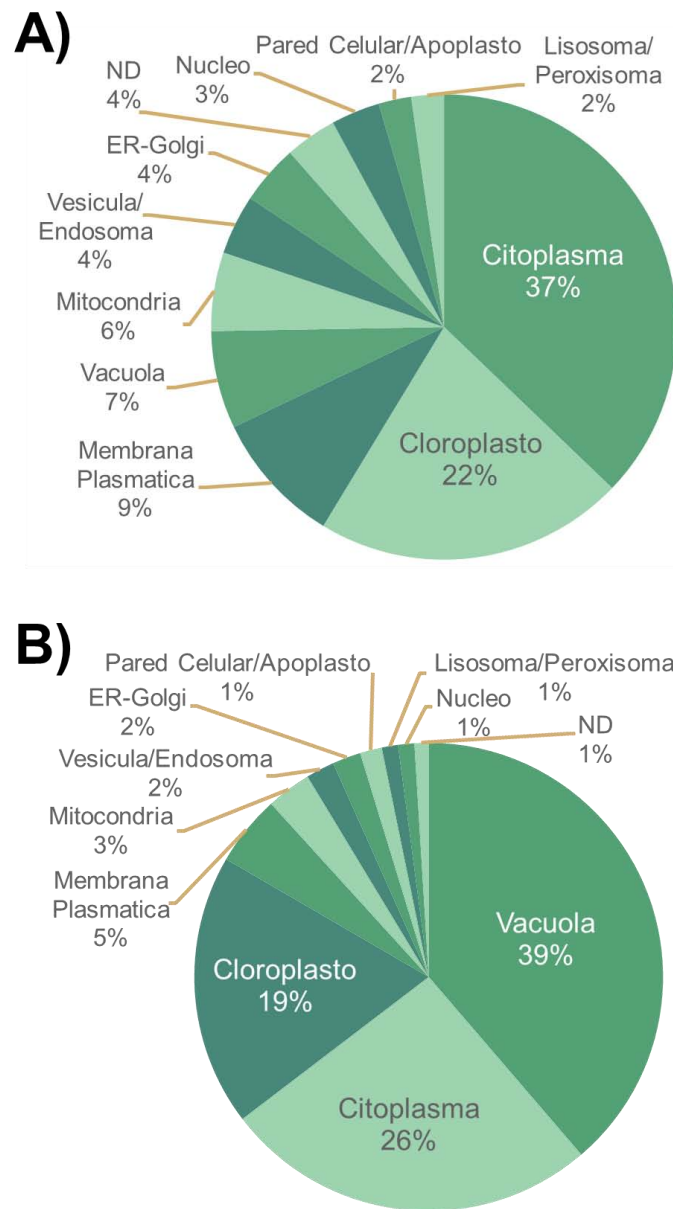 A)
Pared Celular/Apoplasto
2%
Lisosoma/
Peroxisoma
2%
Nucleo
3%
ND
4%
ER-Golgi
4%
Vesicula/
Endosoma
4%
Mitocondria
6%
Vacuola
7%
Membrana
Plasmatica
9%
Citoplasma
37%
Cloroplasto
22%
B)
Pared Celular/Apoplasto
1%
Lisosoma/Peroxisoma
1%
ER-Golgi
2%
Nucleo
1%
ND
1%
Vesicula/Endosoma
2%
Mitocondria
3%
Membrana
Plasmatica
5%
Vacuola
39%
Cloroplasto
19%
Citoplasma
26%